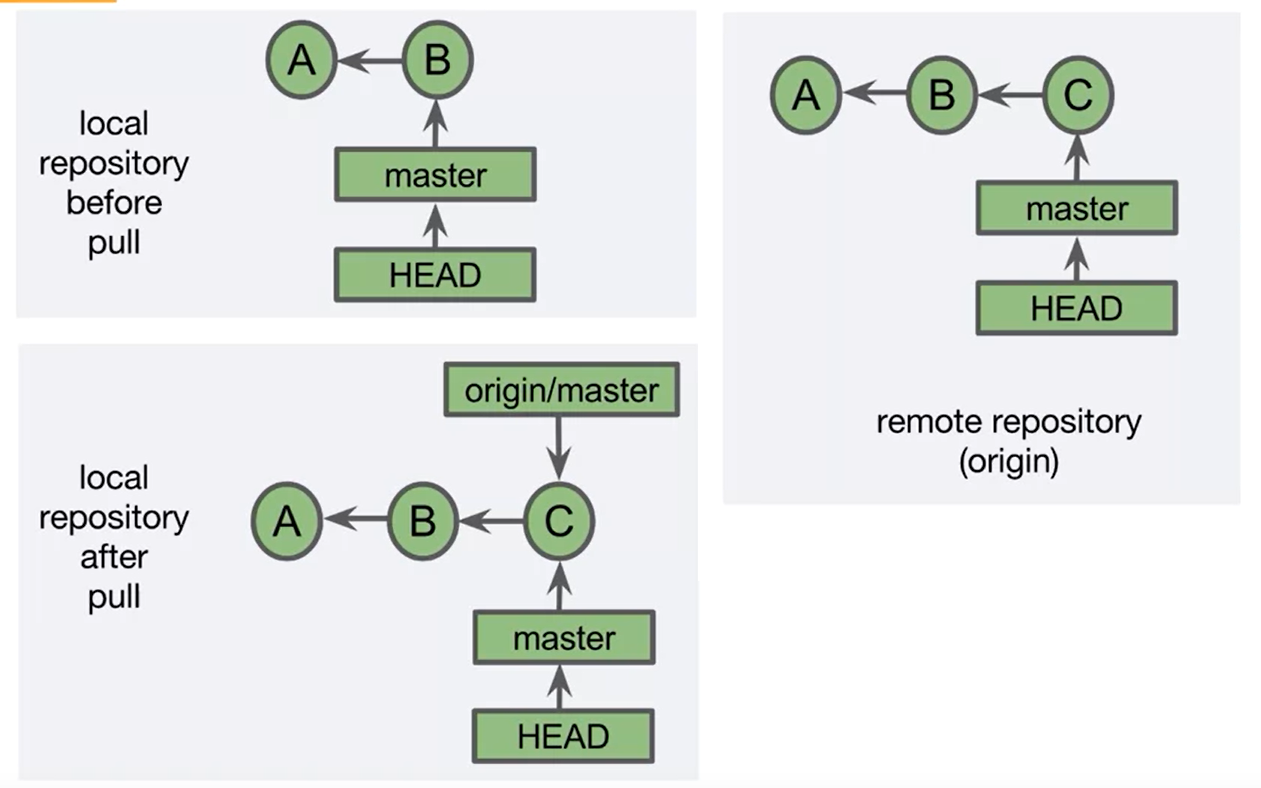 A
B
local
repository
before
pull
master
HEAD
A
B
C
master
HEAD
remote repository
(origin)
origin/master
local
repository
after
pull
A
B
C
master
HEAD